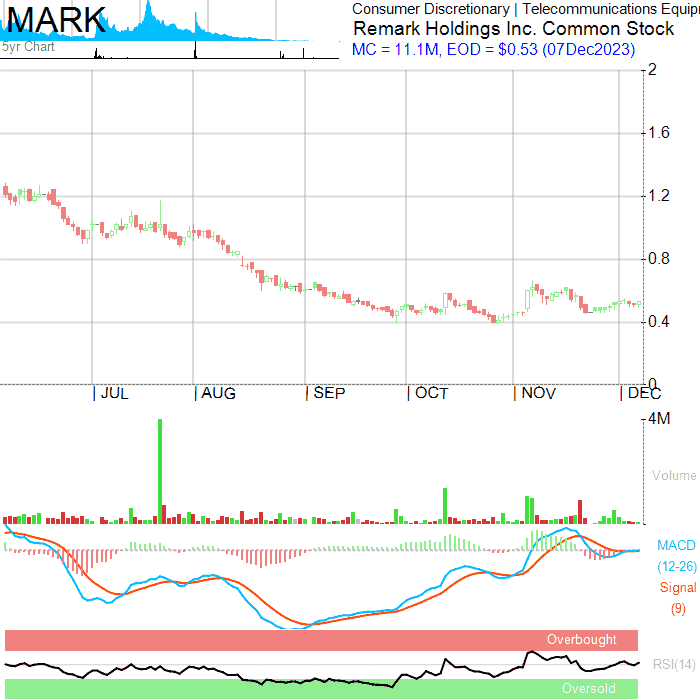 MARK
5yr Chart
Consumer Discretionary | Telecommunications Equip
Remark Holdings Inc. Common Stock
MC = 11.1M, EOD = $0.53 (07Dec2023)
2
1.6
1.2
0.8
0.4
0
JUL AUG SEP OCT NOV DEC
4M
Volume
MACD
(12-26)
Signal
(9)
Overbought
RSI(14)
Oversold